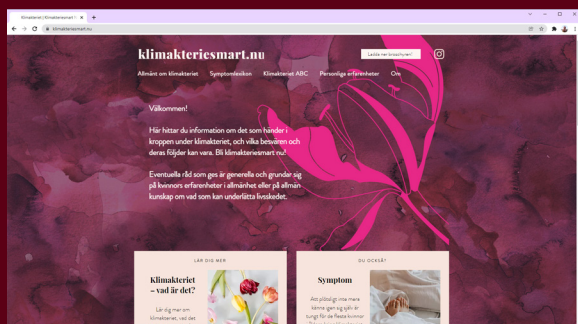 Klimakteriet | Klimakteriesmart
klimakteriesmart.nu
klimakteriesmart.nu
Ladda ner broschyren!
Allmänt om klimakteriet Symptomlexikon Klimakteriet ABC Personliga erfarenheter Om
Välkommen!
Här hittar du information om det som händer i
kroppen under klimakteriet, och vilka besvären och
deras följder kan vara. Bli klimakteriesmart nu!
Eventuella råd som ges är generella och grundar sig
på kvinnors erfarenheter i allmänhet eller på allmän
kunskap om vad som kan underlätta livsskedet.
LÄR DIG MER
Klimakteriet
– vad är det?
Lär dig mer om
klimakteriet, vad det
DU OCKSÅ?
Symptom
Att plötsligt inte mera
känna igen sig själv är
tungt för de flesta kvinnor